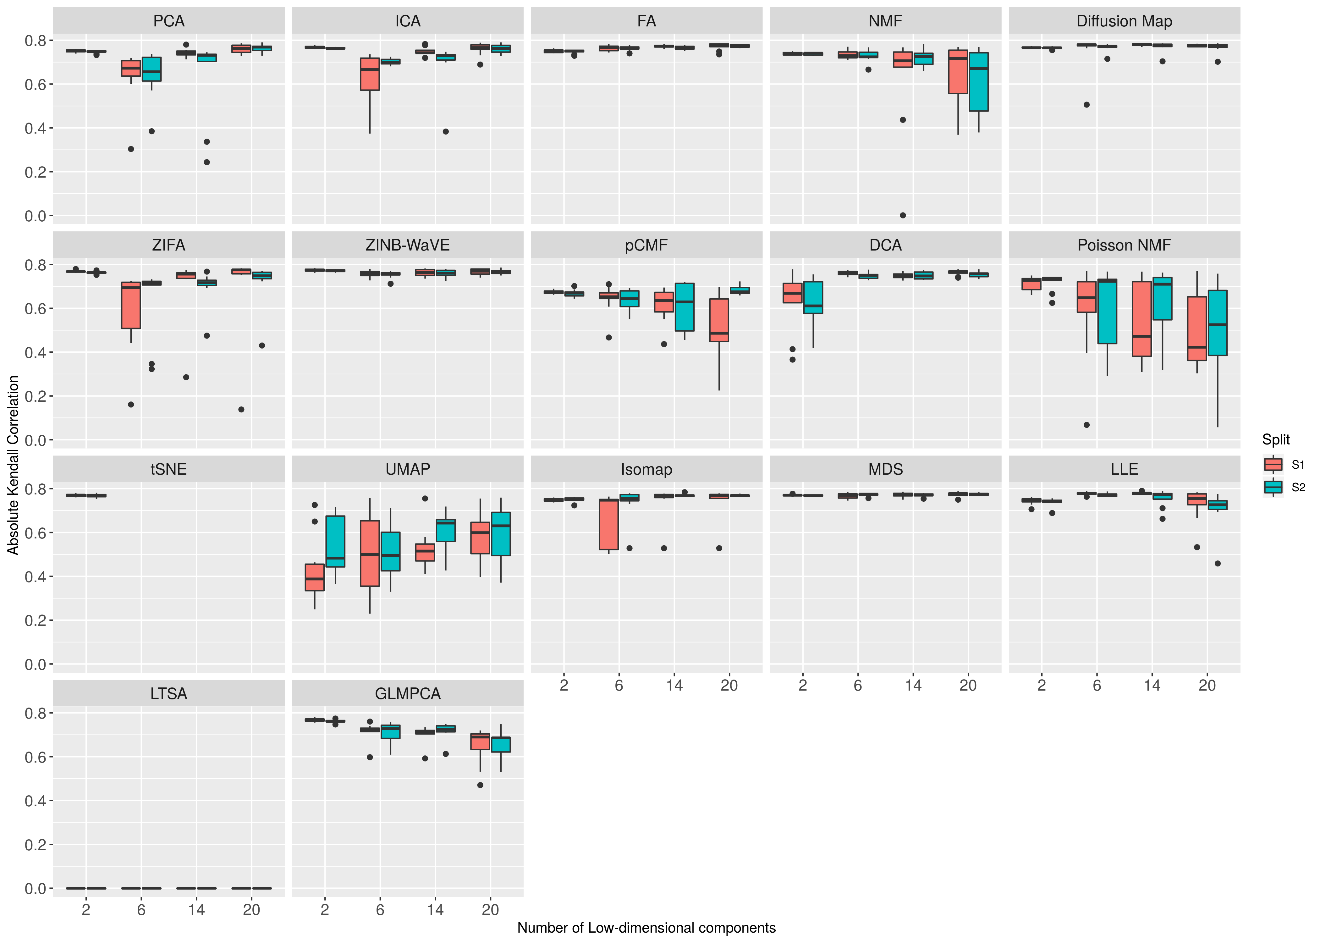 PCA ICA FA NMF Diffusion Map
0.8
0.6
0.4
0.2
0.0
ZIFA ZINB-WaVE pCMF DCA Poisson NMF
0.8
0.6
0.4
0.2
0.0
tSNE UMAP Isomap MDS LLE
0.8
0.6
0.4
0.2
0.0
2 6 14 20 2 6 14 20 2 6 14 20
LTSA GLMPCA
0.8
0.6
0.4
0.2
0.0
2 6 14 20 2 6 14 20
Number of Low-dimensional components
Absolute Kendall Correlation
Split
S1
S2